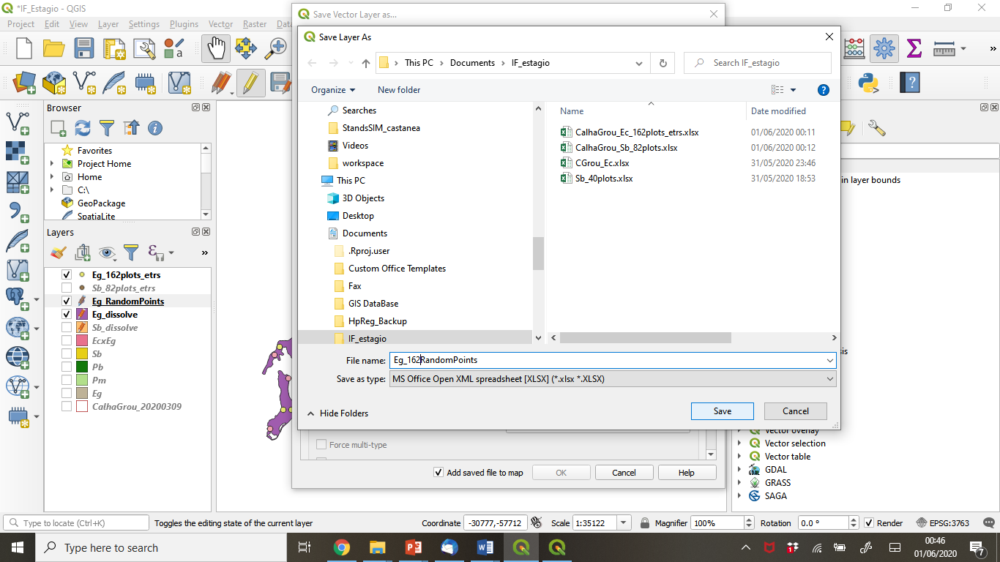 *IF_Estagio - QGIS
Save Vector Layer as...
Project Edit View Layer Settings Plugins Vector Raster Data
Save Layer As
This PC > Documents > IF_estagio
Search IF_estagio
Organize New folder
Browser
Favorites
Project Home
Home
C:\
GeoPackage
SpatiaLite
Layers
Eg_162plots_etrs
Sb_82plots_etrs
Eg_RandomPoints
Eg_dissolve
Sb_dissolve
EcxEg
Sb
Pb
Pm
Eg
CalhaGrou_20200309
Searches
StandsSIM_castanea
Videos
workspace
This PC
3D Objects
Desktop
Documents
.Rproj.user
Custom Office Templates
Fax
GIS DataBase
HpReg_Backup
IF_estagio
Name Date modified
CalhaGrou_Ec_162plots_etrs.xlsx 01/06/2020 00:11
CalhaGrou_Sb_82plots.xlsx 01/06/2020 00:12
CGrou_Ec.xlsx 31/05/2020 23:46
Sb_40plots.xlsx 31/05/2020 18:53
File name: Eg_162RandomPoints
Save as type: MS Office Open XML spreadsheet [XLSX] (*.xlsx *.XLSX)
Hide Folders Save Cancel
Force multi-type
Add saved file to map OK Cancel Help
in layer bounds
sis
Vector overlay
Vector selection
Vector table
GDAL
GRASS
SAGA
Type to locate (Ctrl+K) Toggles the editing state of the current layer Coordinate -30777,-57712 Scale 1:35122 Magnifier 100% Rotation 0.0 ° Render EPSG:3763
Type here to search
00:46
01/06/2020
7